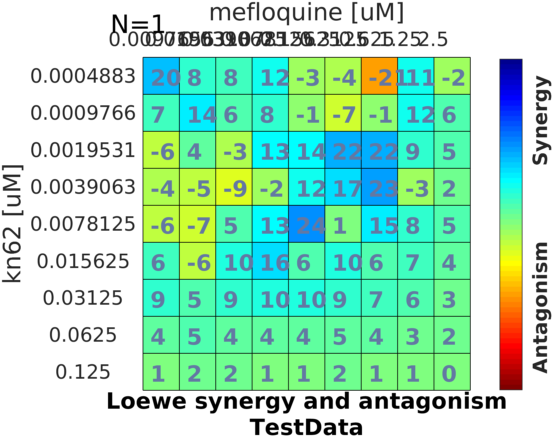 N=1
mefloquine [uM]
0.0004883 20 8 8 12 -3 -4 -21 11 -2
0.0009766 7 14 6 8 -1 -7 -1 12 6
0.0019531 -6 4 -3 13 14 22 22 9 5
0.0039063 -4 -5 -9 -2 12 17 23 -3 2
0.0078125 -6 -7 5 13 24 1 15 8 5
0.015625 6 -6 10 16 6 10 6 7 4
0.03125 9 5 9 10 10 9 7 6 3
0.0625 4 5 4 4 4 5 4 3 2
0.125 1 2 2 1 1 2 1 1 0
kn62 [uM]
Synergy
Antagonism
Loewe synergy and antagonism
TestData